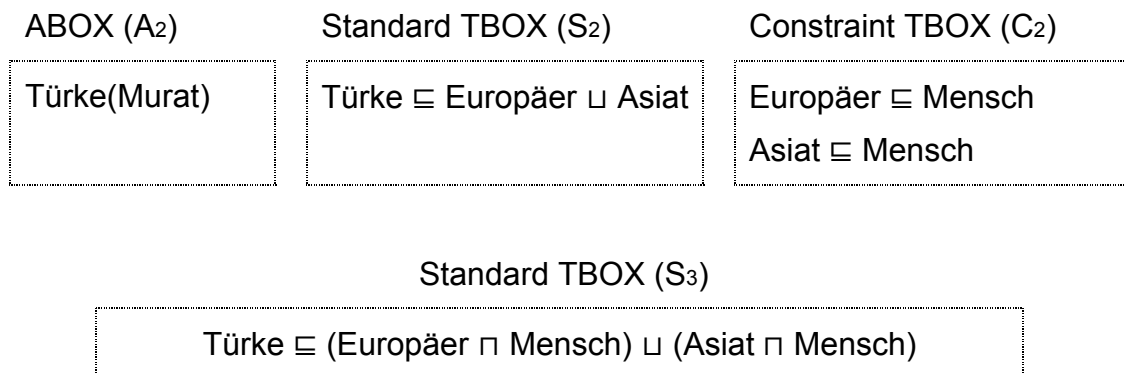 ABOX (A2)
Standard TBOX (S2)
Constraint TBOX (C2)
Türke(Murat)
Türke ⊑ Europäer ⊔ Asiat
Europäer ⊑ Mensch
Asiat ⊑ Mensch
Standard TBOX (S3)
Türke ⊑ (Europäer ⊓ Mensch) ⊔ (Asiat ⊓ Mensch)